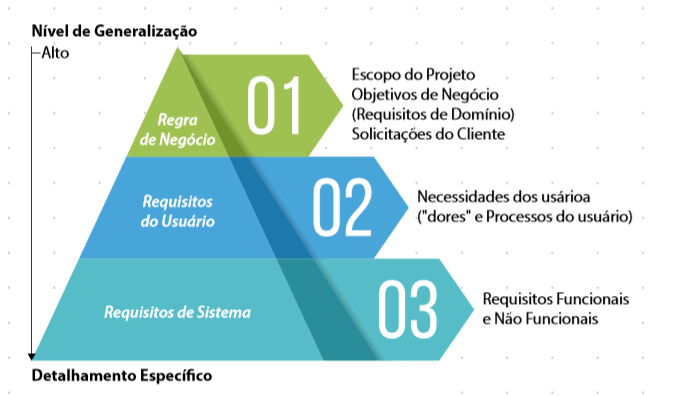 Nível de Generalização
Alto
Regra
de Negócio
01
Escopo do Projeto
Objetivos de Negócio
(Requisitos de Domínio)
Solicitações do Cliente
Requisitos
do Usuário
02
Necessidades dos usárioa
("dores" e Processos do usuário)
Requisitos de Sistema
03
Requisitos Funcionais
e Não Funcionais
Detalhamento Específico